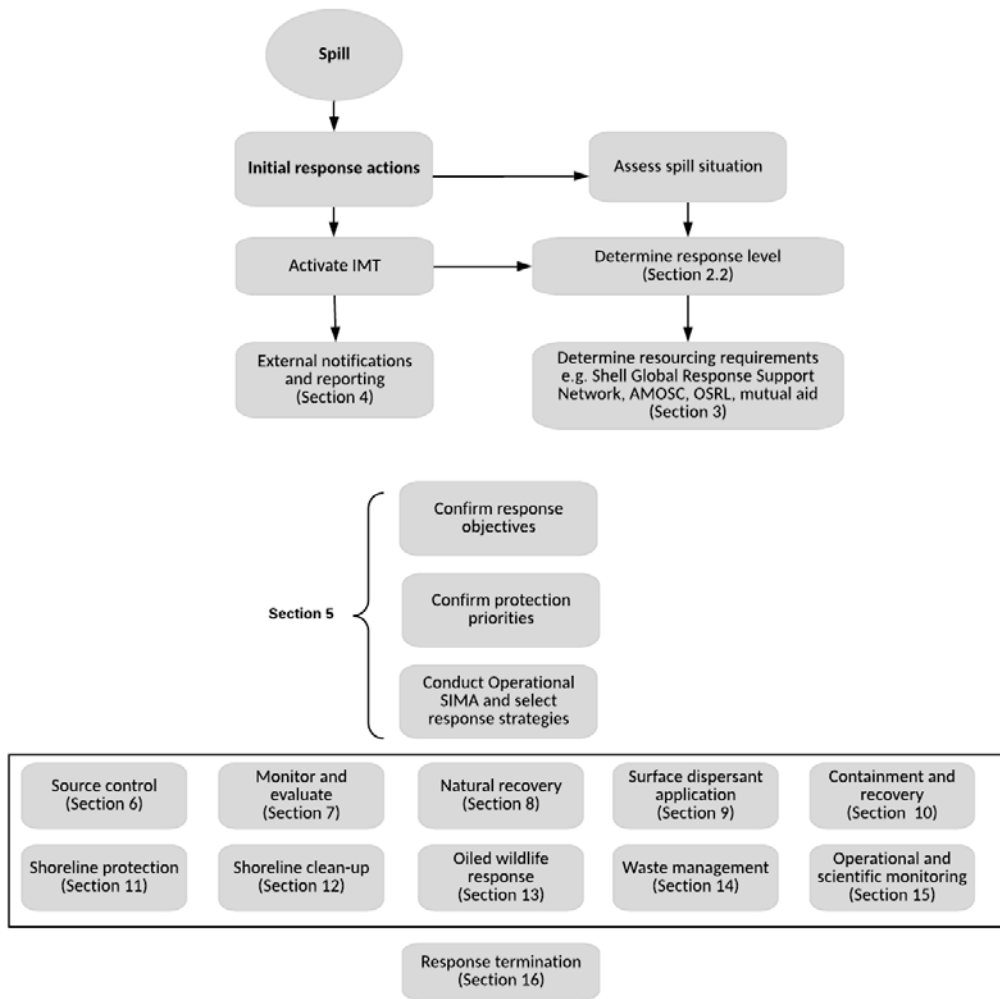 Spill
Initial response actions
Assess spill situation
Activate IMT
Determine response level
(Section 2.2)
External notifications
and reporting
(Section 4)
Determine resourcing requirements
e.g. Shell Global Response Support
Network, AMOSC, OSRL, mutual aid
(Section 3)
Confirm response
objectives
Section 5
Confirm protection
priorities
Conduct Operational
SIMA and select
response strategies
Source control
(Section 6)
Monitor and
evaluate
(Section 7)
Natural recovery
(Section 8)
Surface dispersant
application
(Section 9)
Containment and
recovery
(Section  10)
Shoreline protection
(Section 11)
Shoreline clean-up
(Section 12)
Oiled wildlife
response
(Section 13)
Waste management
(Section 14)
Operational and
scientific monitoring
(Section 15)
Response termination
(Section 16)